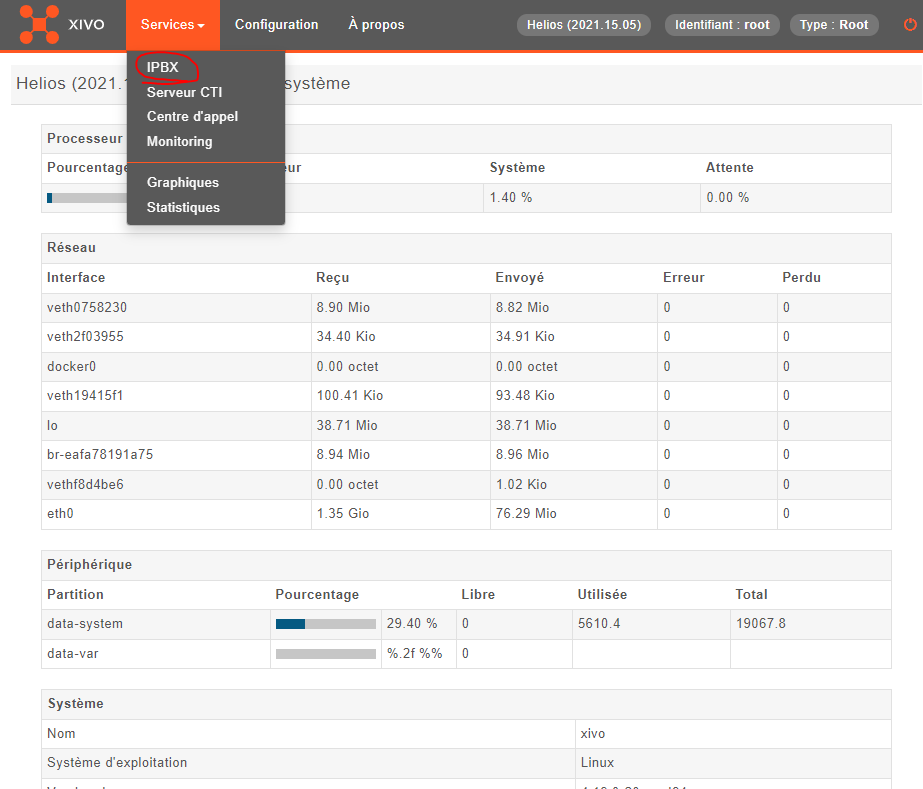 XIVO Services Configuration À propos Helios (2021.15.05) Identifiant : root Type : Root
IPBX
Serveur CTI
Centre d'appel
Monitoring
Graphiques
Statistiques
Helios (2021. système
Processeur
Pourcentage eur Système Attente
1.40 % 0.00 %
Réseau
Interface Reçu Envoyé Erreur Perdu
veth0758230 8.90 Mio 8.82 Mio 0 0
veth2f03955 34.40 Kio 34.91 Kio 0 0
docker0 0.00 octet 0.00 octet 0 0
veth19415f1 100.41 Kio 93.48 Kio 0 0
lo 38.71 Mio 38.71 Mio 0 0
br-eafa78191a75 8.94 Mio 8.96 Mio 0 0
vethf8d4be6 0.00 octet 1.02 Kio 0 0
eth0 1.35 Gio 76.29 Mio 0 0
Périphérique
Partition Pourcentage Libre Utilisée Total
data-system 29.40 % 0 5610.4 19067.8
data-var %.2f %% 0
Système
Nom xivo
Système d'exploitation Linux